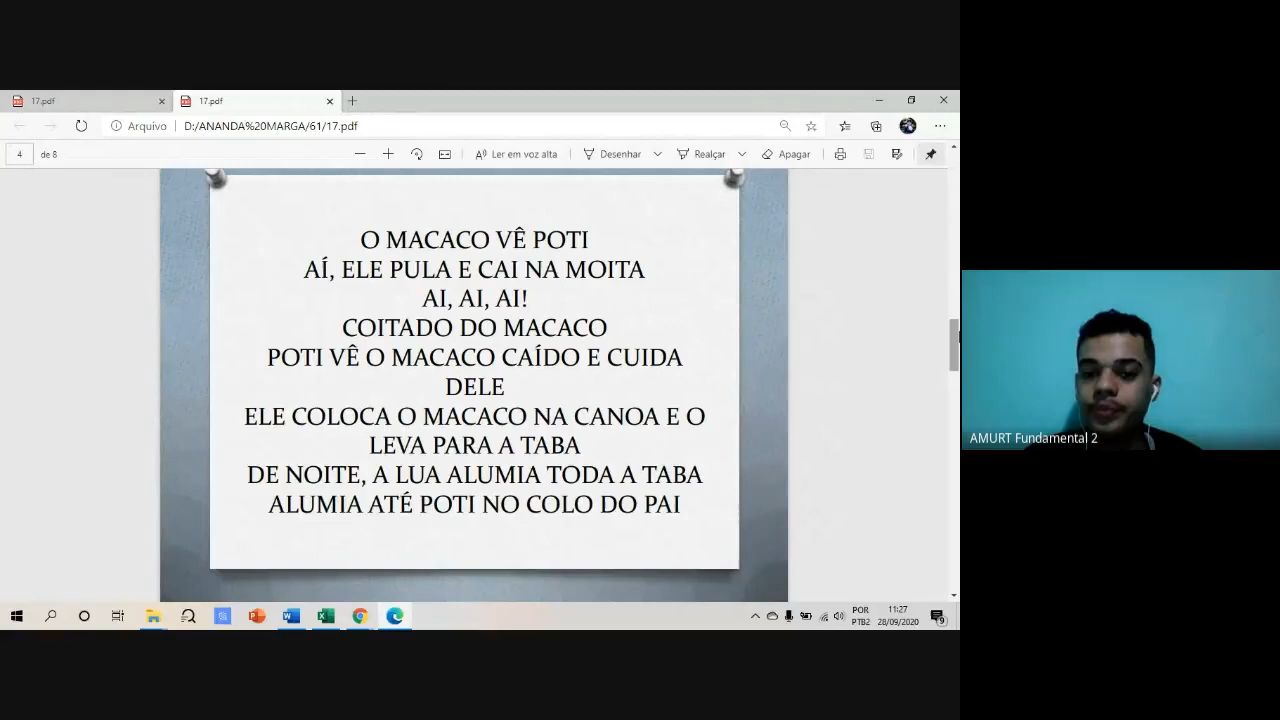 17.pdf
17.pdf
Arquivo
D:/ANANDA%20MARGA/61/17.pdf
4 de 8
Ler em voz alta
Desenhar
Realçar
Apagar
O MACACO VÊ POTI
AÍ, ELE PULA E CAI NA MOITA
AI, AI, AI!
COITADO DO MACACO
POTI VÊ O MACACO CAÍDO E CUIDA
DELE
ELE COLOCA O MACACO NA CANOA E O
LEVA PARA A TABA
DE NOITE, A LUA ALUMIA TODA A TABA
ALUMIA ATÉ POTI NO COLO DO PAI
AMURT Fundamental 2
POR
PTB2
11:27
28/09/2020